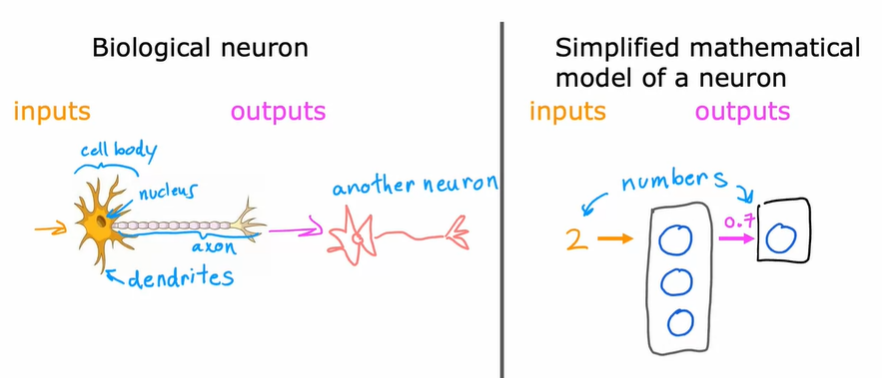 Biological neuron
inputs
outputs
cell body
nucleus
another neuron
axon
dendrites
Simplified mathematical
model of a neuron
inputs
outputs
numbers
2
0.7